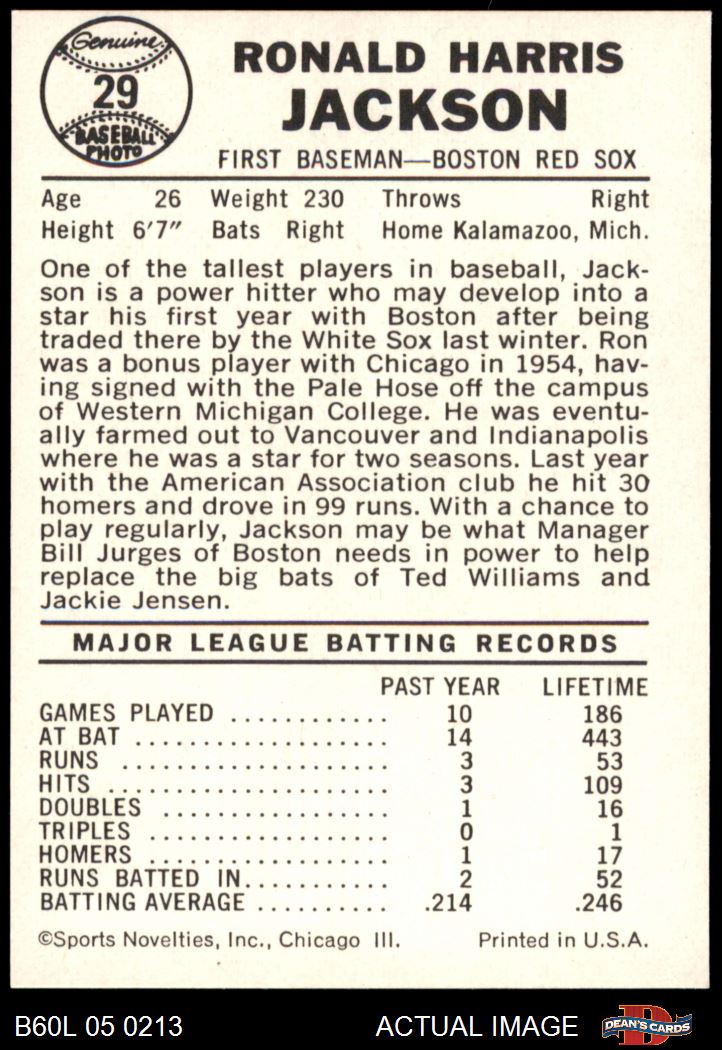 Genuine
29
BASEBALL
PHOTO
RONALD HARRIS
JACKSON
FIRST BASEMAN—BOSTON RED SOX
Age 26 Weight 230 Throws Right
Height 6'7" Bats Right Home Kalamazoo, Mich.
One of the tallest players in baseball, Jack-
son is a power hitter who may develop into a
star his first year with Boston after being
traded there by the White Sox last winter. Ron
was a bonus player with Chicago in 1954, hav-
ing signed with the Pale Hose off the campus
of Western Michigan College. He was eventu-
ally farmed out to Vancouver and Indianapolis
where he was a star for two seasons. Last year
with the American Association club he hit 30
homers and drove in 99 runs. With a chance to
play regularly, Jackson may be what Manager
Bill Jurges of Boston needs in power to help
replace the big bats of Ted Williams and
Jackie Jensen.
MAJOR LEAGUE BATTING RECORDS
PAST YEAR LIFETIME
GAMES PLAYED ............ 10 186
AT BAT .................... 14 443
RUNS ..................... 3 53
HITS ...................... 3 109
DOUBLES .................. 1 16
TRIPLES ................... 0 1
HOMERS ................... 1 17
RUNS BATTED IN............ 2 52
BATTING AVERAGE .......... .214 .246
©Sports Novelties, Inc., Chicago Ill. Printed in U.S.A.
B60L 05 0213 ACTUAL IMAGE D DEAN'S CARDS